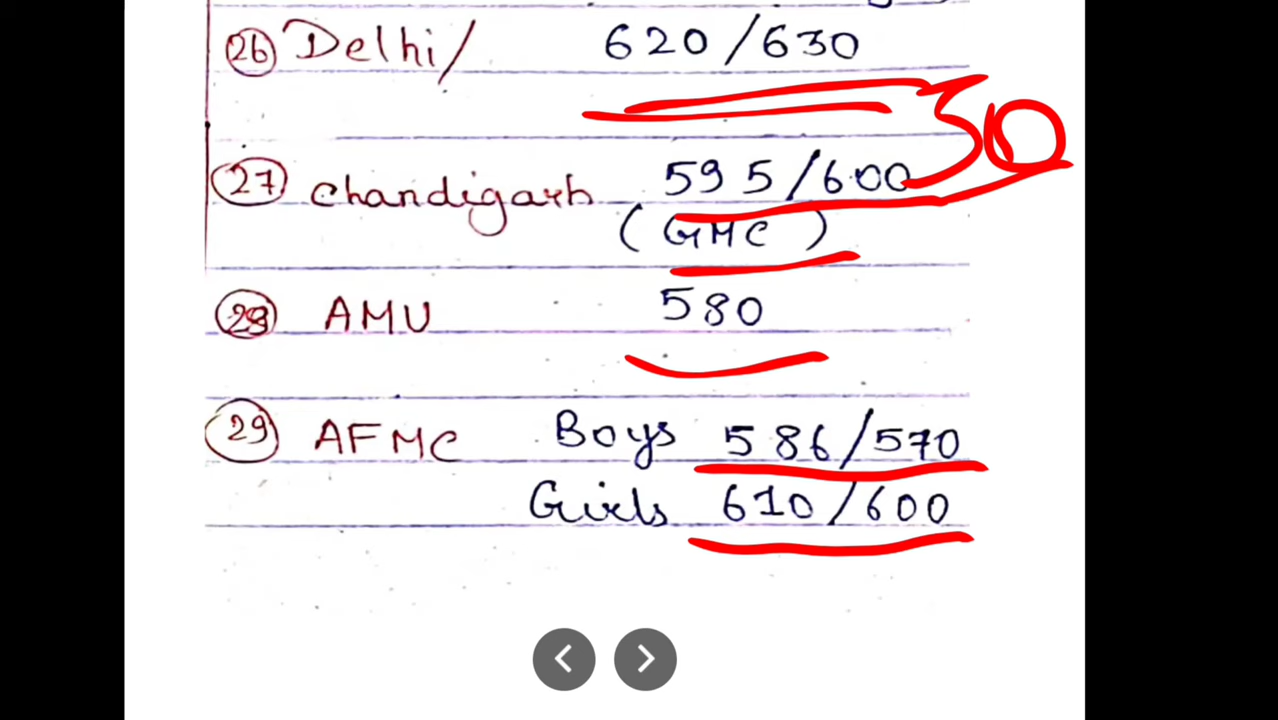 26 Delhi/ 620/630
30
27 Chandigarh 595/600
(GMC)
28 AMU 580
29 AFMC Boys 586/570
Girls 610/600